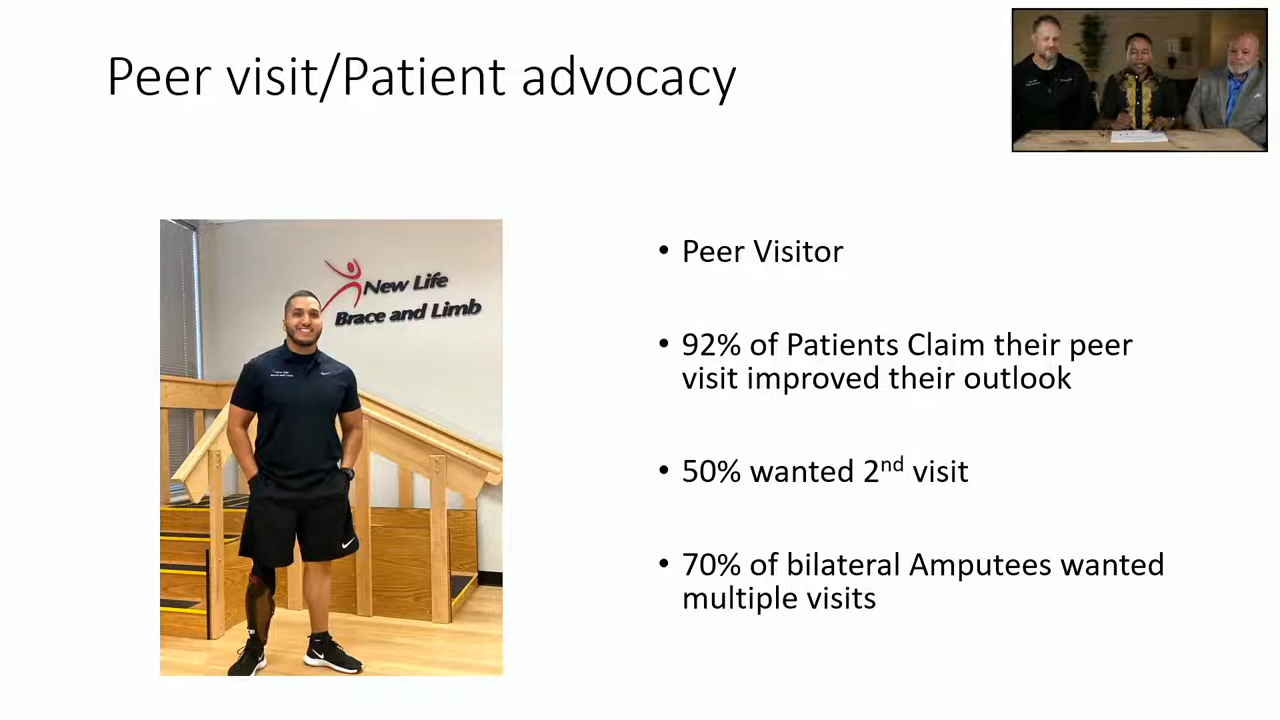 Peer visit/Patient advocacy
New Life
Brace and Limb
• Peer Visitor
• 92% of Patients Claim their peer
visit improved their outlook
• 50% wanted 2nd visit
• 70% of bilateral Amputees wanted
multiple visits